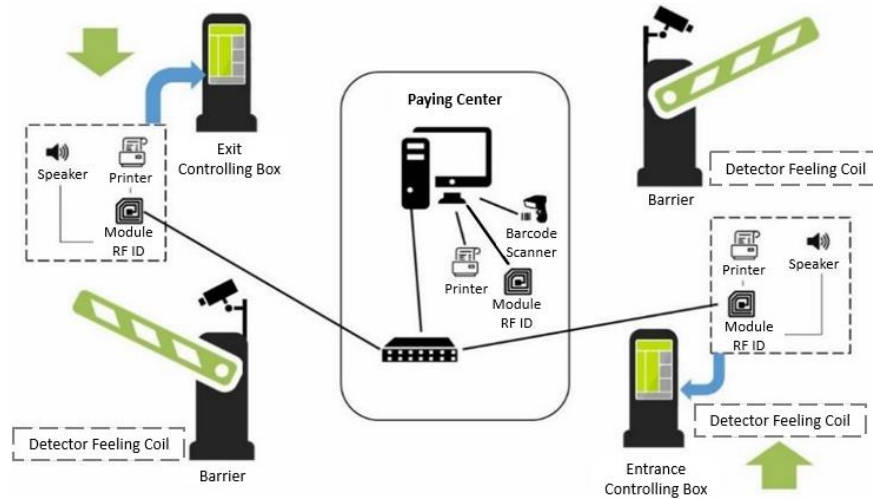 Paying Center
Exit
Controlling Box
Speaker
Printer
Module
RF ID
Barcode
Scanner
Printer
Module
RF ID
Detector Feeling Coil
Barrier
Printer
Speaker
Module
RF ID
Detector Feeling Coil
Barrier
Detector Feeling Coil
Entrance
Controlling Box